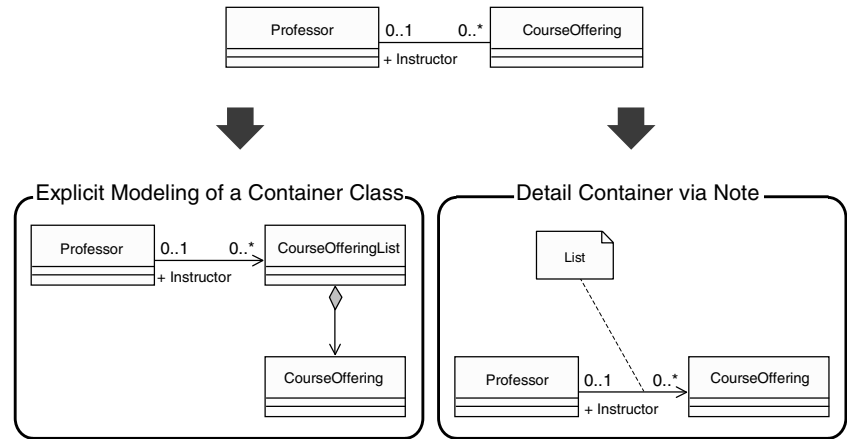 Professor 0..1 0..* CourseOffering
+ Instructor
Explicit Modeling of a Container Class
Professor 0..1 0..* CourseOfferingList
+ Instructor
CourseOffering
Detail Container via Note
List
Professor 0..1 0..* CourseOffering
+ Instructor